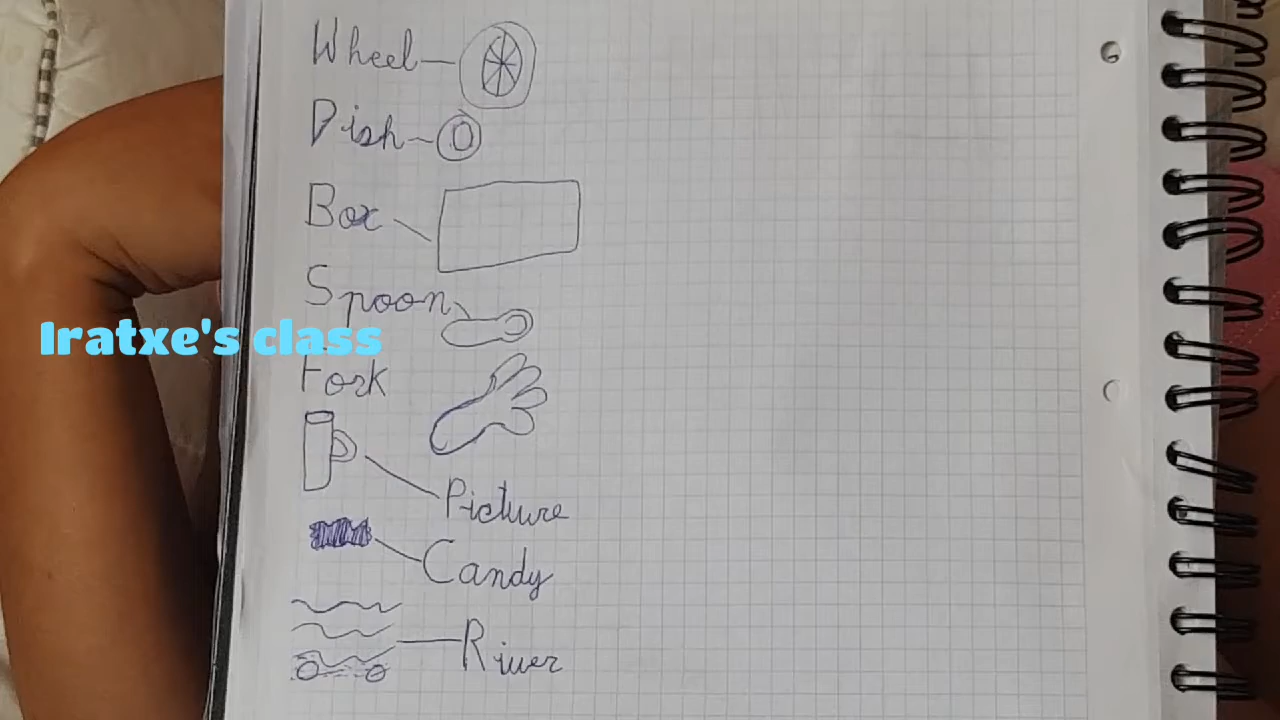 Wheel
Dish
Box
Spoon
Iratxe's class
Fork
Picture
Candy
River